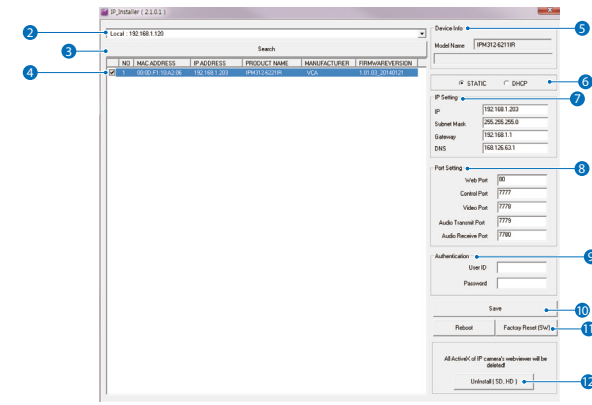 IP_Installer ( 2.1.0.1 )
2
Local : 192.168.1.120
3
Search
4
NO MAC ADDRESS IP ADDRESS PRODUCT NAME MANUFACTURER FIRMWAREVERSION
1 00:0D:F1:10:A2:06 192.168.1.203 IPM312-6221IR VCA 1.01.03_20140121
Device Info
5
Model Name IPM312-6211IR
STATIC DHCP
6
IP Setting
7
IP 192.168.1.203
Subnet Mask 255.255.255.0
Gateway 192.168.1.1
DNS 168.126.63.1
Port Setting
8
Web Port 80
Control Port 7777
Video Port 7778
Audio Transmit Port 7779
Audio Receive Port 7780
Authentication
9
User ID
Password
Save
10
Reboot Factory Reset (SW)
11
All ActiveX of IP camera's webviewer will be
deleted!
UnInstall ( SD, HD )
12